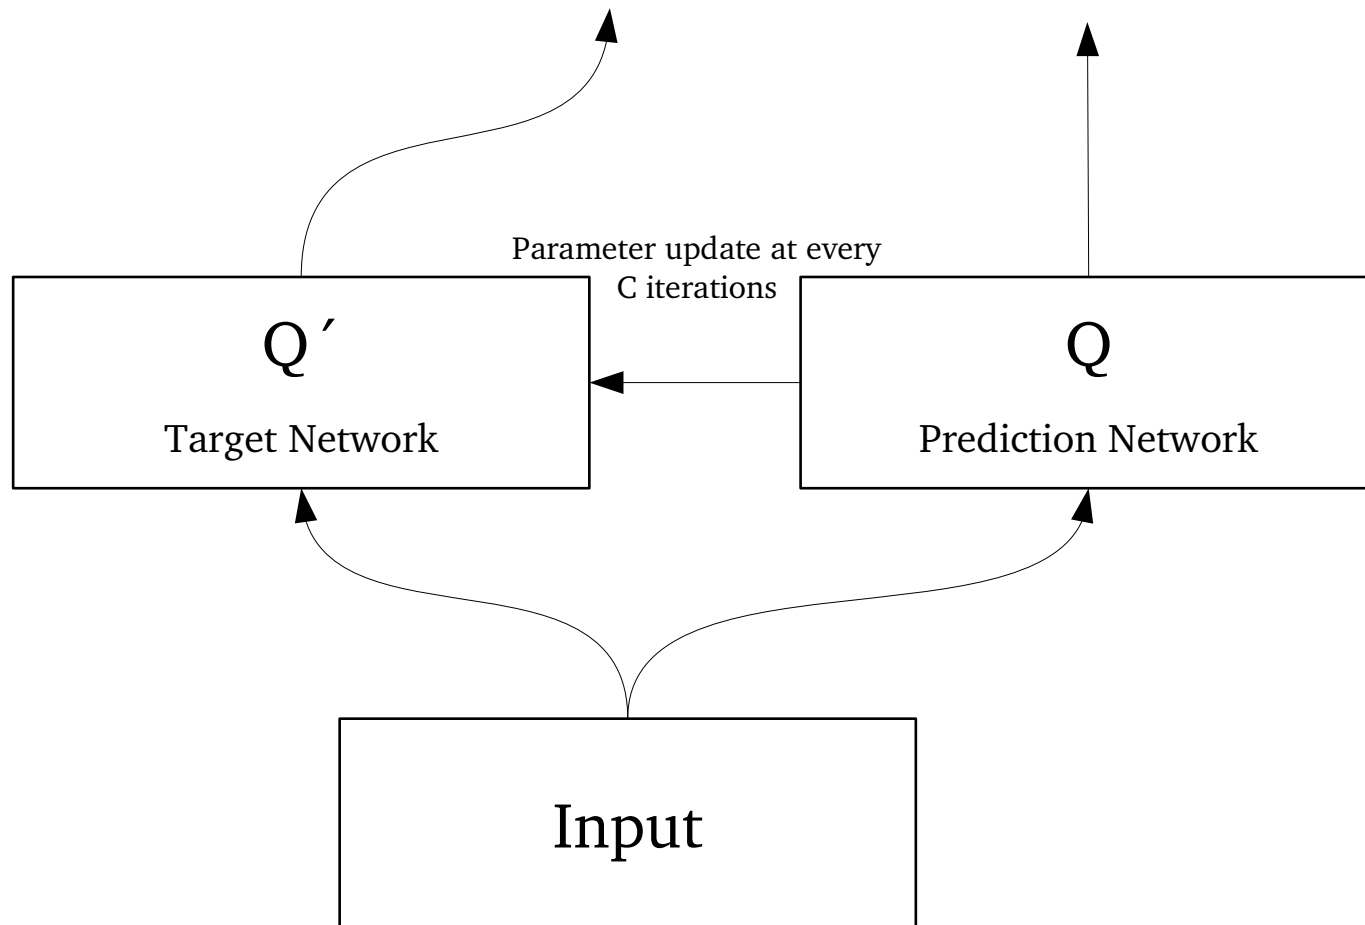 Parameter update at every
C iterations
Q´
Target Network
Q
Prediction Network
Input